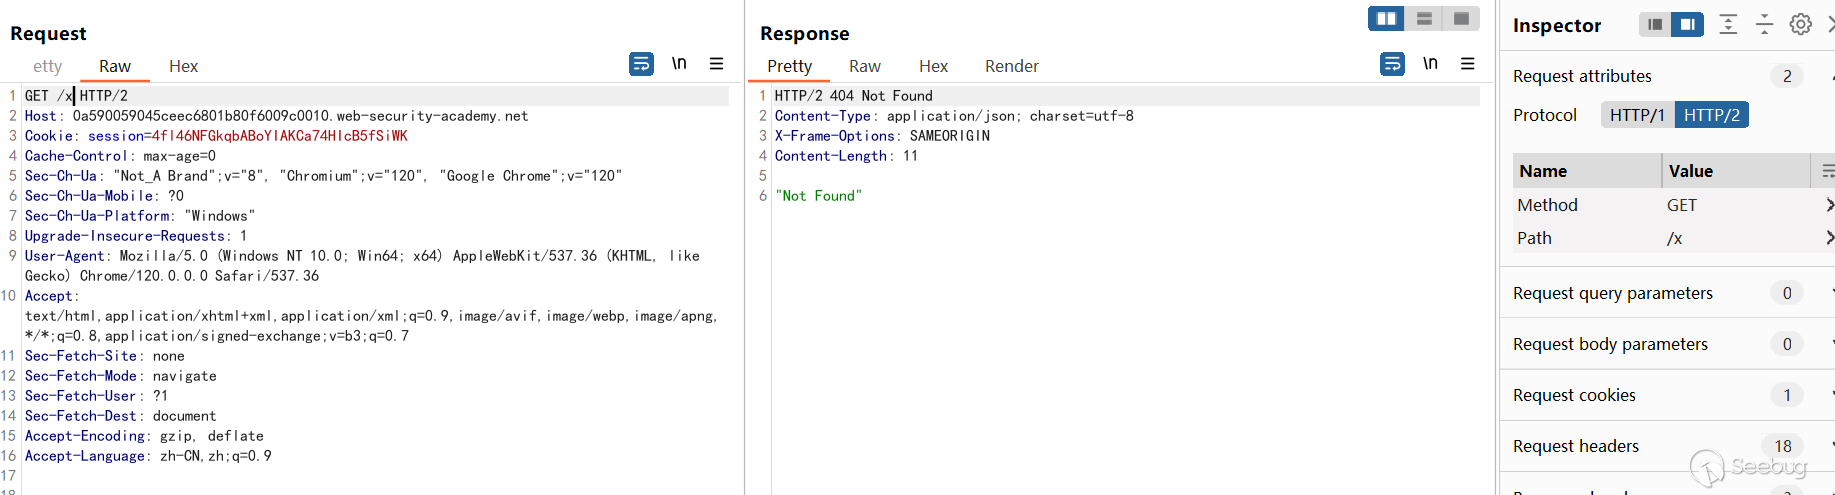 Request
etty Raw Hex \n
1 GET /x HTTP/2
2 Host: 0a590059045ceec6801b80f6009c0010.web-security-academy.net
3 Cookie: session=4fI46NFGkqbABoYIAKCa74HIcB5fSiWK
4 Cache-Control: max-age=0
5 Sec-Ch-Ua: "Not_A Brand";v="8", "Chromium";v="120", "Google Chrome";v="120"
6 Sec-Ch-Ua-Mobile: ?0
7 Sec-Ch-Ua-Platform: "Windows"
8 Upgrade-Insecure-Requests: 1
9 User-Agent: Mozilla/5.0 (Windows NT 10.0; Win64; x64) AppleWebKit/537.36 (KHTML, like
Gecko) Chrome/120.0.0.0 Safari/537.36
10 Accept:
text/html,application/xhtml+xml,application/xml;q=0.9,image/avif,image/webp,image/apng,
*/*;q=0.8,application/signed-exchange;v=b3;q=0.7
11 Sec-Fetch-Site: none
12 Sec-Fetch-Mode: navigate
13 Sec-Fetch-User: ?1
14 Sec-Fetch-Dest: document
15 Accept-Encoding: gzip, deflate
16 Accept-Language: zh-CN,zh;q=0.9
17
18
Response
Pretty Raw Hex Render \n
1 HTTP/2 404 Not Found
2 Content-Type: application/json; charset=utf-8
3 X-Frame-Options: SAMEORIGIN
4 Content-Length: 11
5
6 "Not Found"
Inspector
Request attributes 2
Protocol HTTP/1 HTTP/2
Name Value
Method GET
Path /x
Request query parameters 0
Request body parameters 0
Request cookies 1
Request headers 18
Seebug